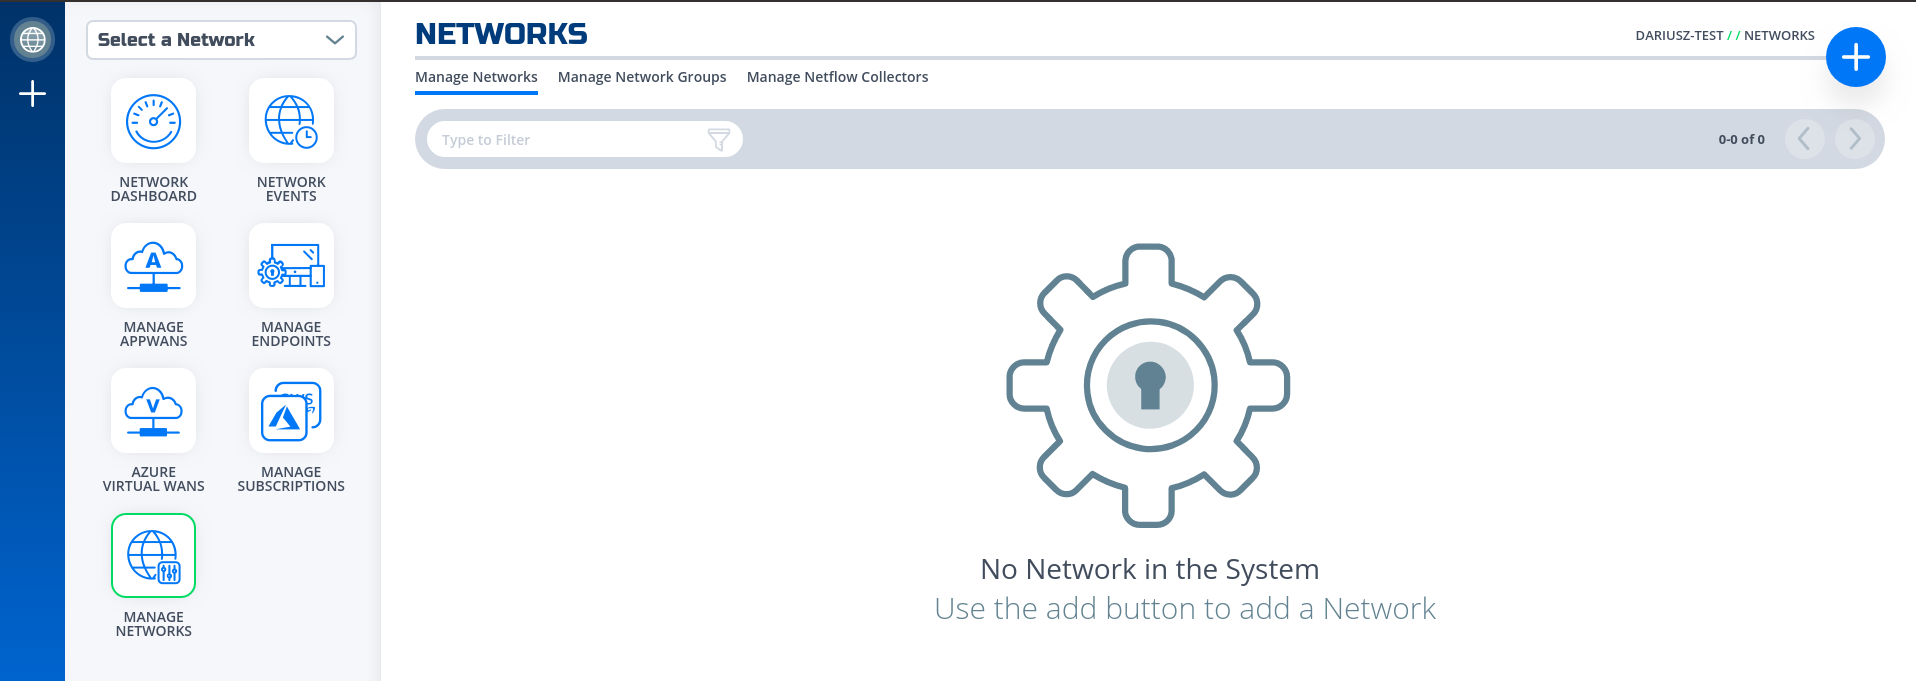 Select a Network
NETWORK
DASHBOARD
NETWORK
EVENTS
A
MANAGE
APPWANS
MANAGE
ENDPOINTS
V
AZURE
VIRTUAL WANS
MANAGE
SUBSCRIPTIONS
MANAGE
NETWORKS
NETWORKS
DARIUSZ-TEST / / NETWORKS
Manage Networks Manage Network Groups Manage Netflow Collectors
Type to Filter
0-0 of 0
No Network in the System
Use the add button to add a Network